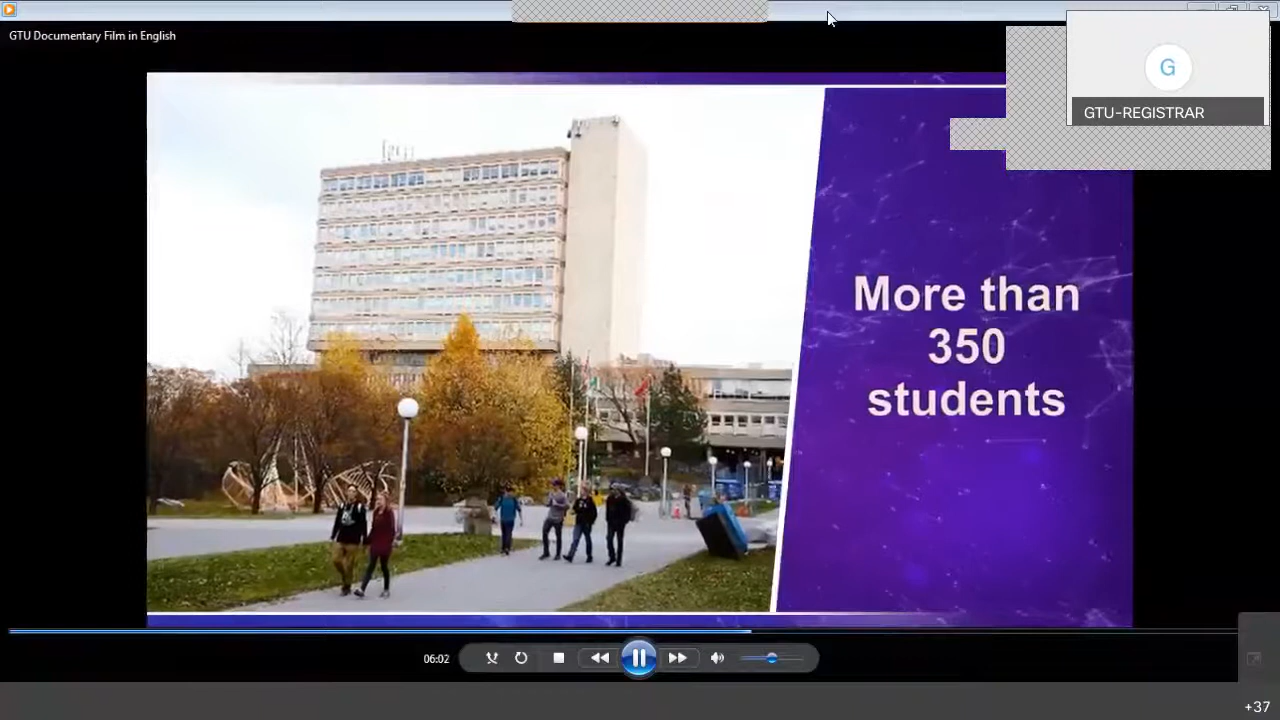 GTU Documentary Film in English
G
GTU-REGISTRAR
More than
350
students
06:02
+37